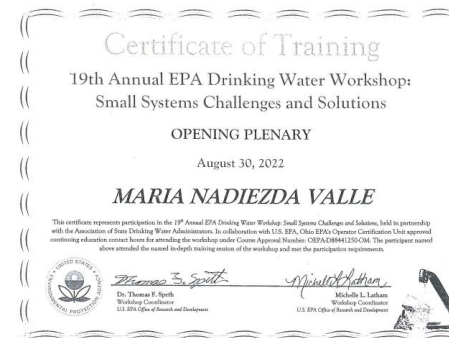 Certificate of Training
19th Annual EPA Drinking Water Workshop:
Small Systems Challenges and Solutions
OPENING PLENARY
August 30, 2022
MARIA NADIEZDA VALLE
This certificate represents participation in the 19th Annual EPA Drinking Water Workshop: Small Systems Challenges and Solutions, held in partnership
with the Association of State Drinking Water Administrators. In collaboration with U.S. EPA, Ohio EPA's Operator Certification Unit approved
continuing education contact hours for attending the workshop under Course Approval Number: OEPA-D88441250-OM. The participant named
above attended the named in-depth training session of the workshop and met the participation requirements.
UNITED STATES
ENVIRONMENTAL PROTECTION AGENCY
Thomas F. Speth
Michelle Latham
Dr. Thomas F. Speth
Workshop Coordinator
U.S. EPA Office of Research and Development
Michelle L. Latham
Workshop Coordinator
U.S. EPA Office of Research and Development